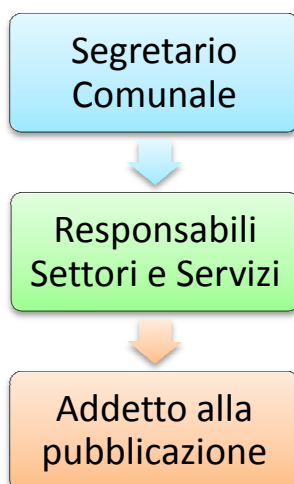 Segretario
Comunale
Responsabili
Settori e Servizi
Addetto alla
pubblicazione